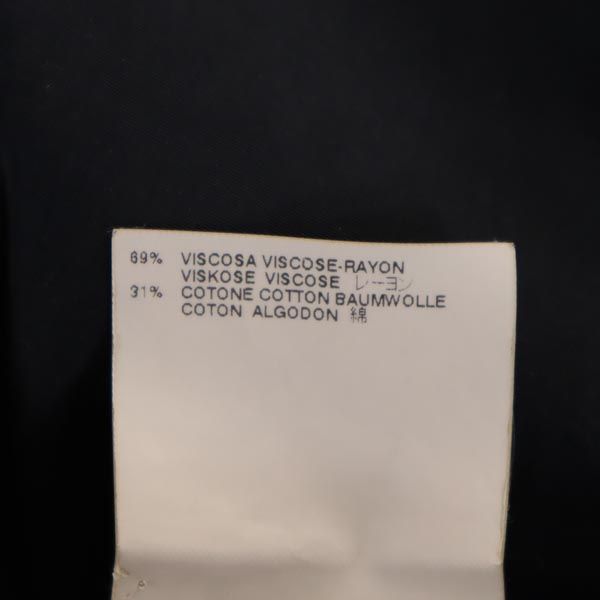 69% VISCOSA VISCOSE-RAYON
VISKOSE VISCOSE レーヨン
31% COTONE COTTON BAUMWOLLE
COTON ALGODON 綿